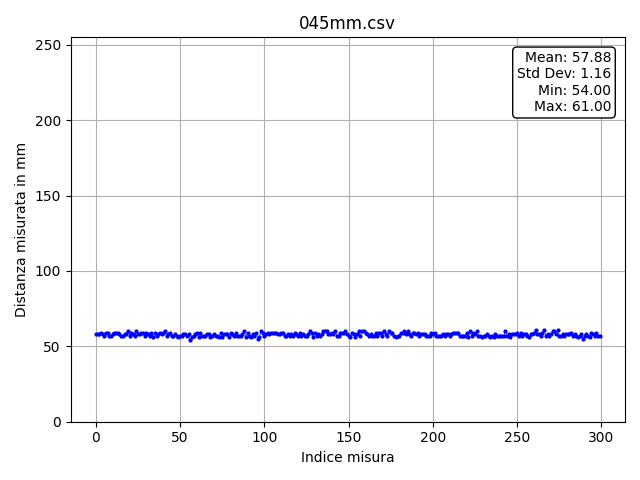 045mm.csv
Mean: 57.88
Std Dev: 1.16
Min: 54.00
Max: 61.00
250
200
150
100
50
0
Distanza misurata in mm
0 50 100 150 200 250 300
Indice misura